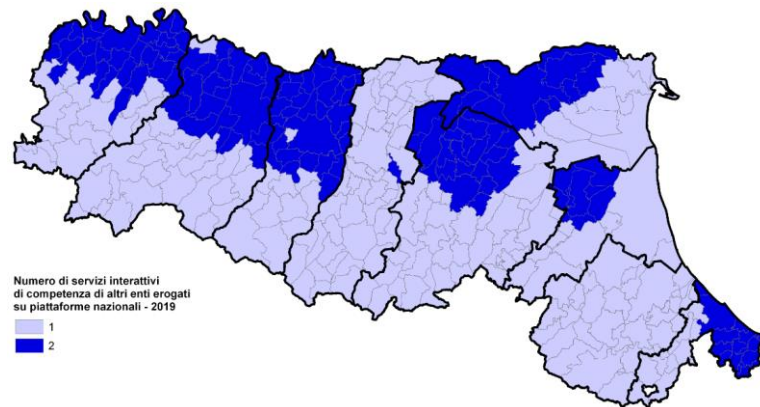 Numero di servizi interattivi
di competenza di altri enti erogati
su piattaforme nazionali - 2019
1
2